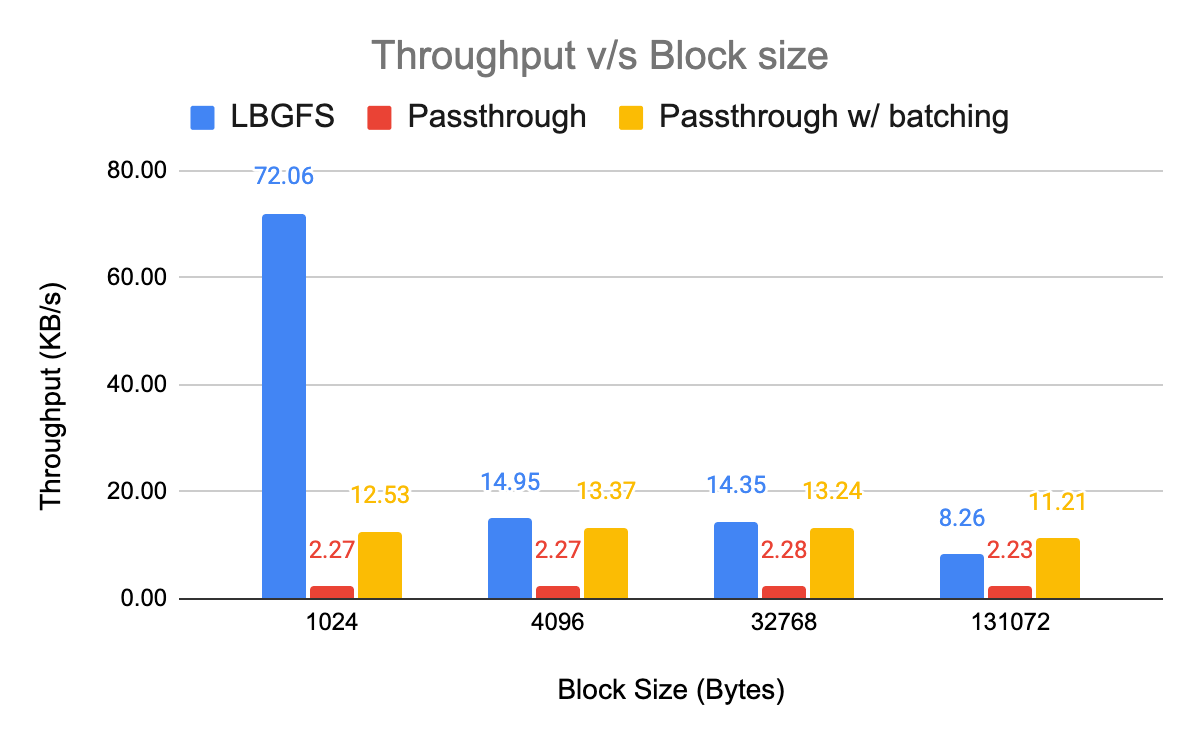 Throughput v/s Block size
LBGFS Passthrough Passthrough w/ batching
80.00
60.00
40.00
20.00
0.00
Throughput (KB/s)
72.06 2.27 12.53
14.95 2.27 13.37
14.35 2.28 13.24
8.26 2.23 11.21
1024 4096 32768 131072
Block Size (Bytes)